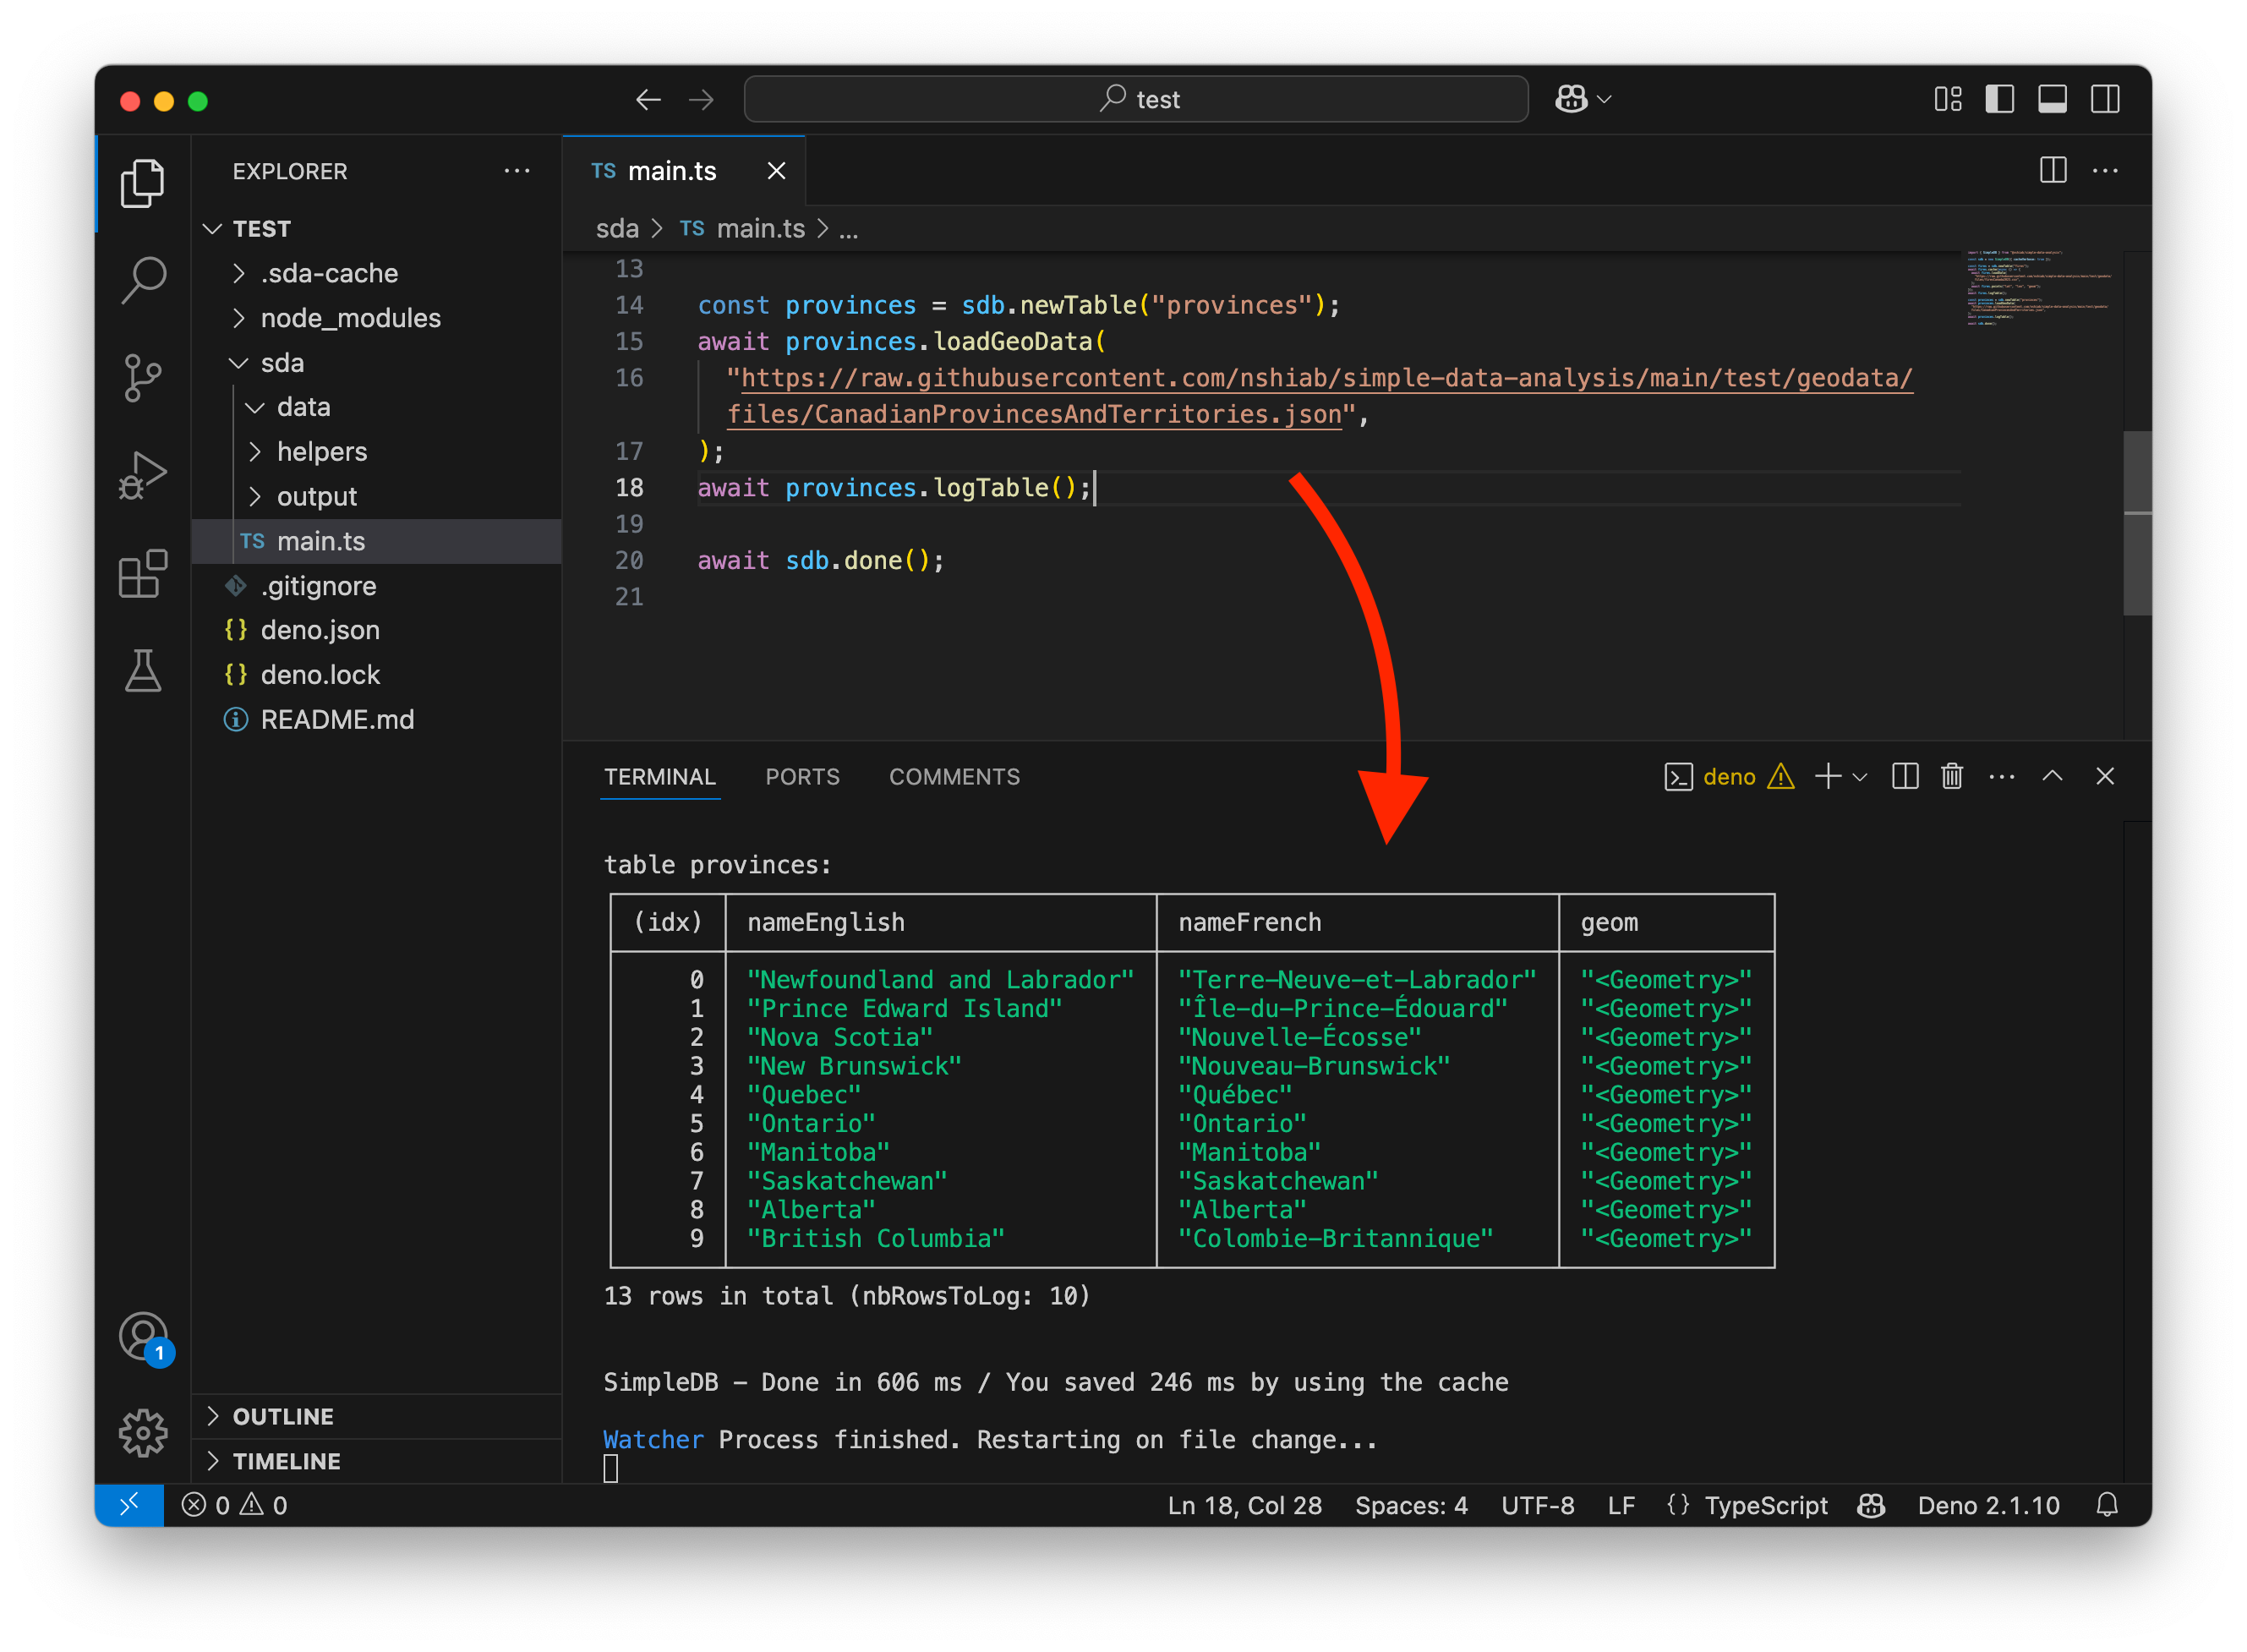 test
EXPLORER
TEST
.sda-cache
node_modules
sda
data
helpers
output
TS main.ts
.gitignore
{} deno.json
{} deno.lock
README.md
OUTLINE
TIMELINE
1
TS main.ts
sda > TS main.ts > ...
13
14 const provinces = sdb.newTable("provinces");
15 await provinces.loadGeoData(
16 "https://raw.githubusercontent.com/nshiab/simple-data-analysis/main/test/geodata/
files/CanadianProvincesAndTerritories.json",
17 );
18 await provinces.logTable();
19
20 await sdb.done();
21
TERMINAL PORTS COMMENTS
deno
table provinces:
(idx) nameEnglish nameFrench geom
0 "Newfoundland and Labrador" "Terre-Neuve-et-Labrador" "<Geometry>"
1 "Prince Edward Island" "Île-du-Prince-Édouard" "<Geometry>"
2 "Nova Scotia" "Nouvelle-Écosse" "<Geometry>"
3 "New Brunswick" "Nouveau-Brunswick" "<Geometry>"
4 "Quebec" "Québec" "<Geometry>"
5 "Ontario" "Ontario" "<Geometry>"
6 "Manitoba" "Manitoba" "<Geometry>"
7 "Saskatchewan" "Saskatchewan" "<Geometry>"
8 "Alberta" "Alberta" "<Geometry>"
9 "British Columbia" "Colombie-Britannique" "<Geometry>"
13 rows in total (nbRowsToLog: 10)
SimpleDB - Done in 606 ms / You saved 246 ms by using the cache
Watcher Process finished. Restarting on file change...
0 0 Ln 18, Col 28 Spaces: 4 UTF-8 LF {} TypeScript Deno 2.1.10